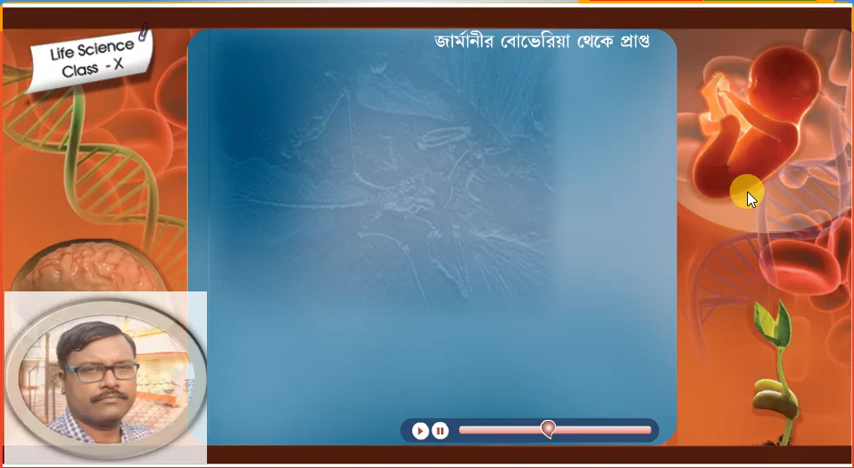 Life Science
Class - X
জার্মানীর বোভেরিয়া থেকে প্রাপ্ত